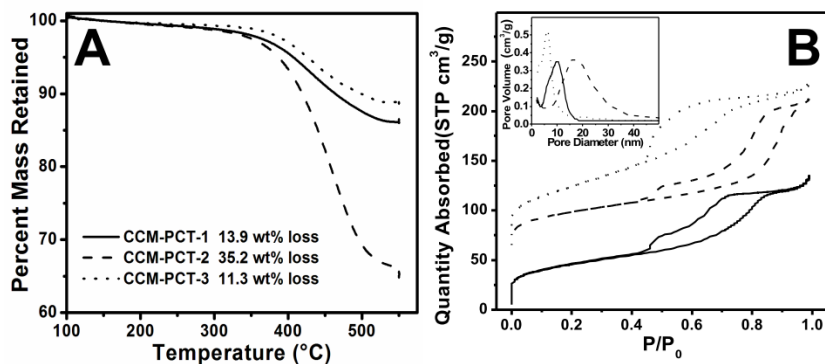 A
Percent Mass Retained
100
90
80
70
60
CCM-PCT-1 13.9 wt% loss
CCM-PCT-2 35.2 wt% loss
CCM-PCT-3 11.3 wt% loss
100 200 300 400 500
Temperature (°C)
B
Quantity Absorbed(STP cm³/g)
250
200
150
100
50
0
0.0 0.2 0.4 0.6 0.8 1.0
P/P₀
Pore Volume (cm³/g)
0.5
0.4
0.3
0.2
0.1
0.0
0 10 20 30 40
Pore Diameter (nm)